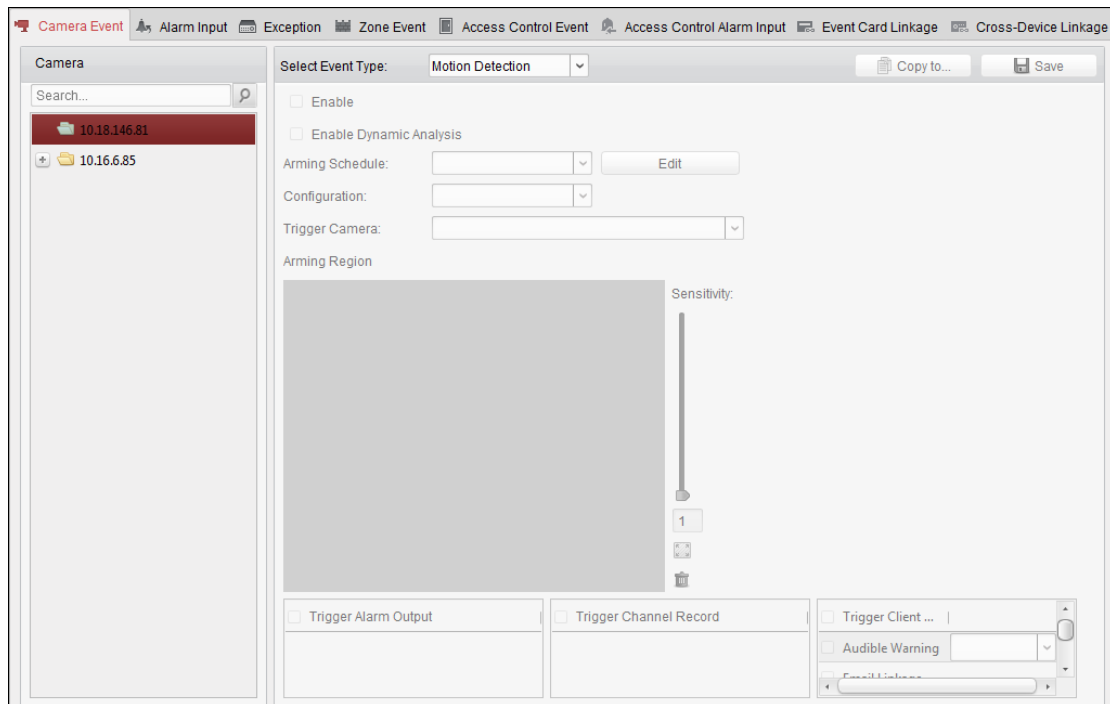 Camera Event Alarm Input Exception Zone Event Access Control Event Access Control Alarm Input Event Card Linkage Cross-Device Linkage
Camera
Search...
10.18.146.81
10.16.6.85
Select Event Type: Motion Detection Copy to... Save
Enable
Enable Dynamic Analysis
Arming Schedule: Edit
Configuration:
Trigger Camera:
Arming Region
Sensitivity:
1
Trigger Alarm Output Trigger Channel Record Trigger Client ...
Audible Warning
Email Linkage